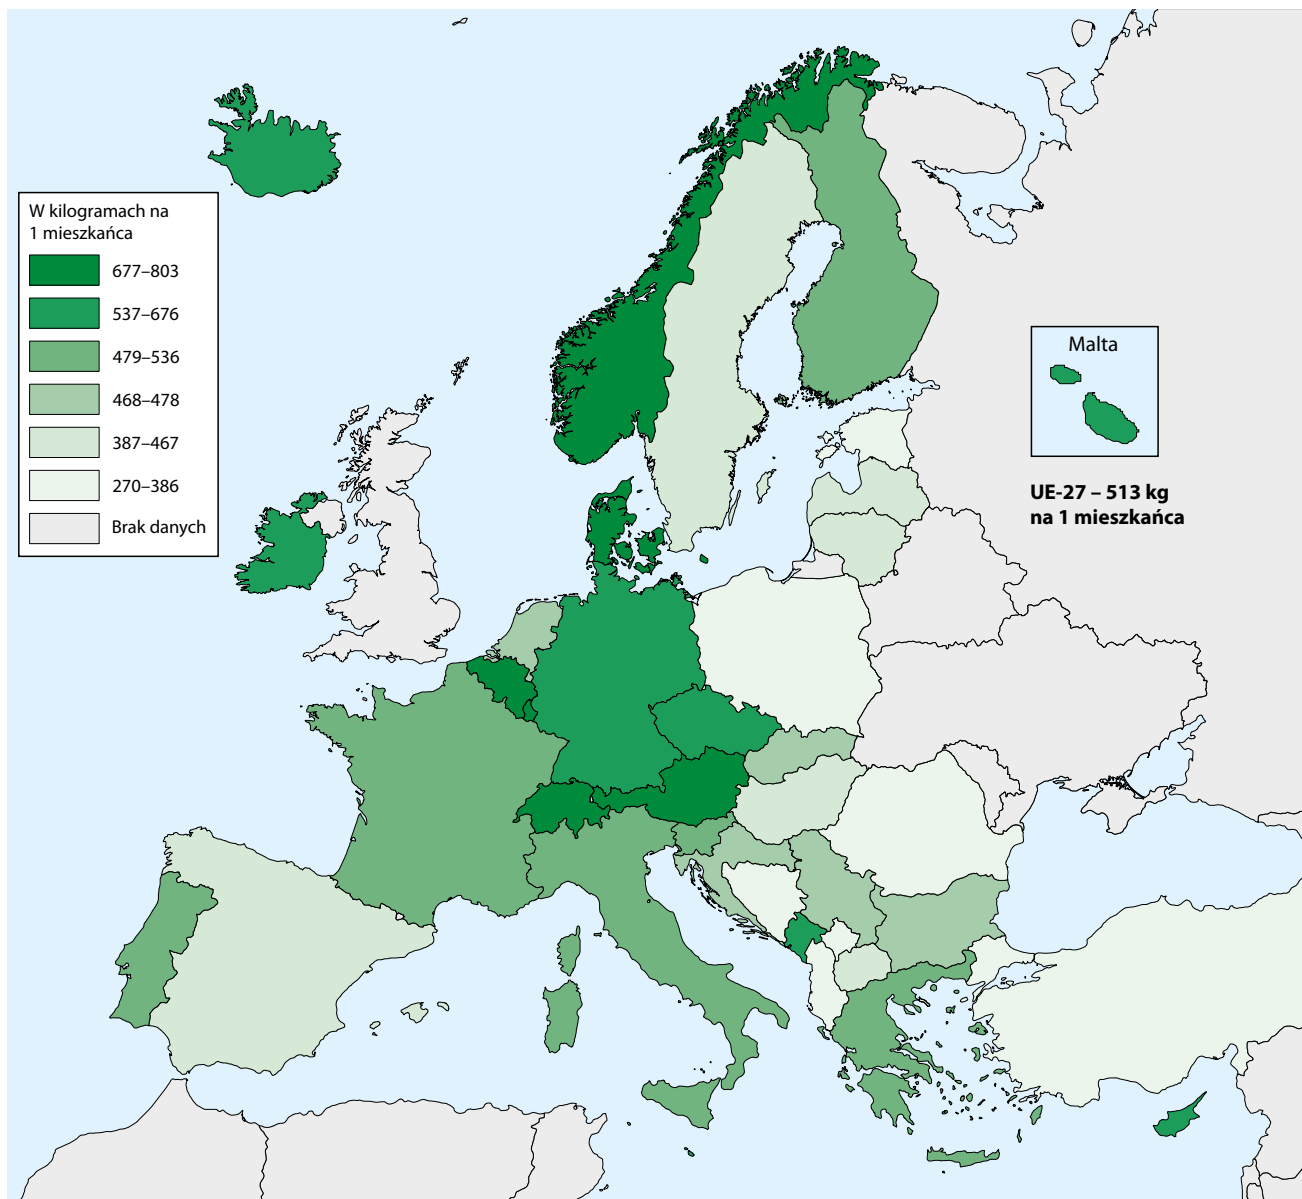 W kilogramach na
1 mieszkańca
677–803
537–676
479–536
468–478
387–467
270–386
Brak danych
Malta
UE-27 – 513 kg
na 1 mieszkańca